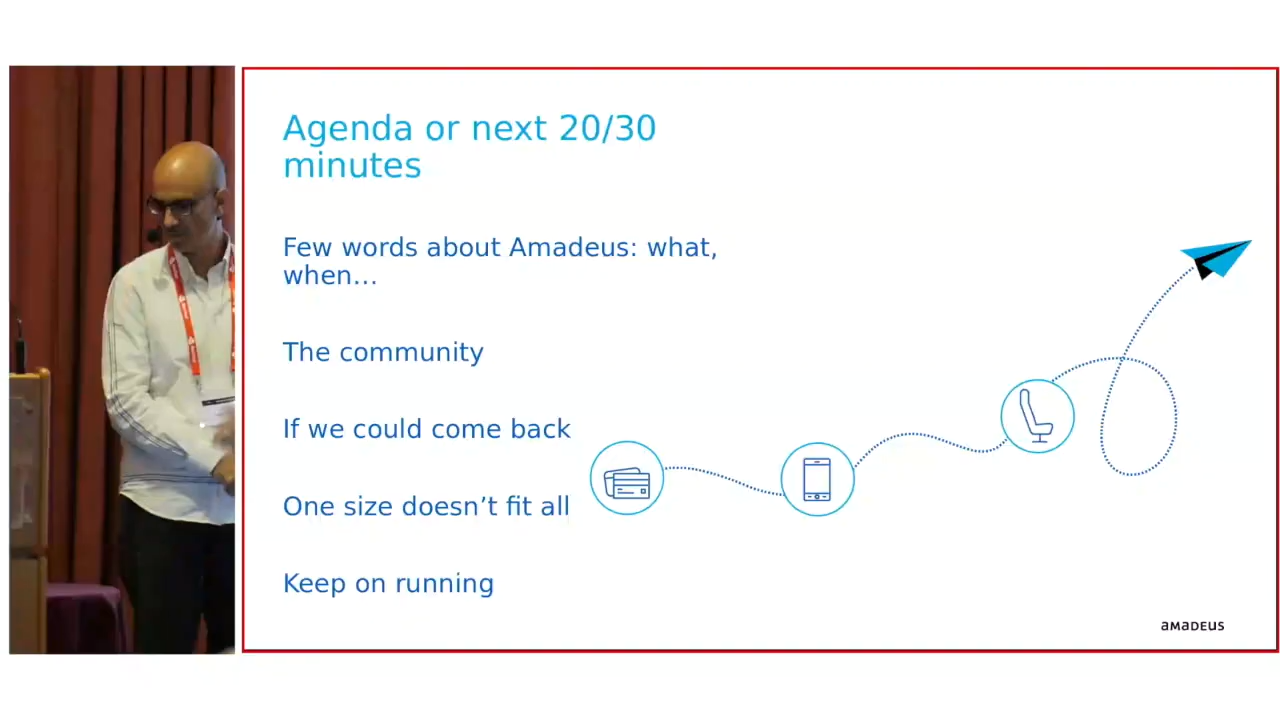 Agenda or next 20/30
minutes
Few words about Amadeus: what,
when…
The community
If we could come back
One size doesn’t fit all
Keep on running
amadeus